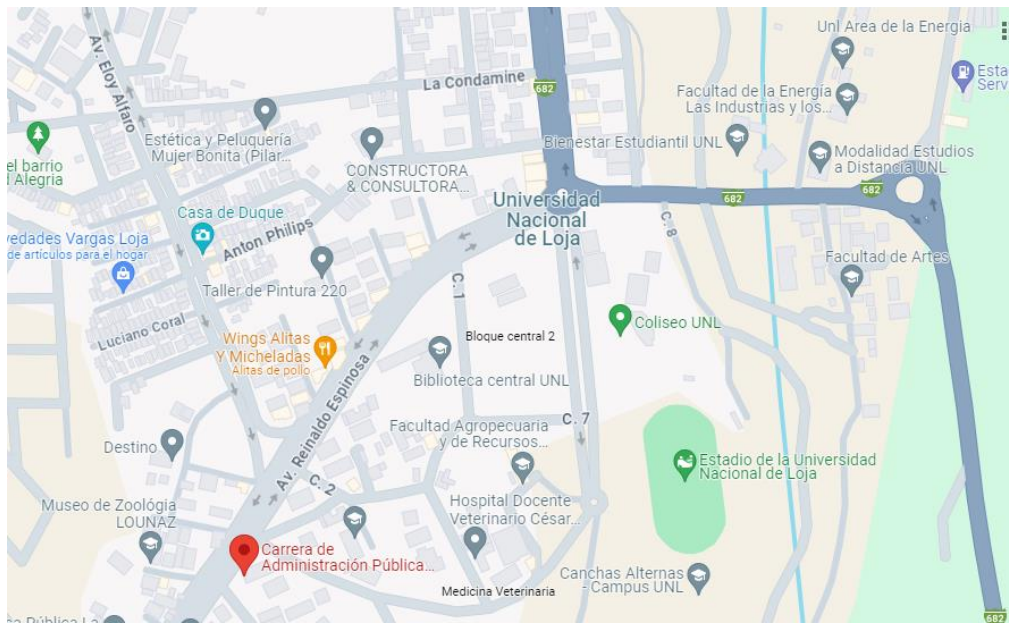 Unl Area de la Energia
Esta
Serv
La Condamine
682
Facultad de la Energía
Las Industrias y los...
Av. Eloy Alfaro
Estética y Peluquería
Mujer Bonita (Pilar...
Bienestar Estudiantil UNL
Modalidad Estudios
a Distancia UNL
el barrio
d Alegria
CONSTRUCTORA
& CONSULTORA...
682
682
Universidad
Nacional
de Loja
Casa de Duque
C. 8
Anton Philips
vedades Vargas Loja
de artículos para el hogar
Facultad de Artes
Taller de Pintura 220
C. 1
Luciano Coral
Coliseo UNL
Wings Alitas
Y Micheladas
Alitas de pollo
Bloque central 2
Biblioteca central UNL
Av. Reinaldo Espinosa
C. 7
Facultad Agropecuaria
y de Recursos...
Destino
Estadio de la Universidad
Nacional de Loja
C. 2
Museo de Zoológia
LOUNAZ
Hospital Docente
Veterinario César...
Carrera de
Administración Pública...
Canchas Alternas
- Campus UNL
Medicina Veterinaria
ca Pública La
682